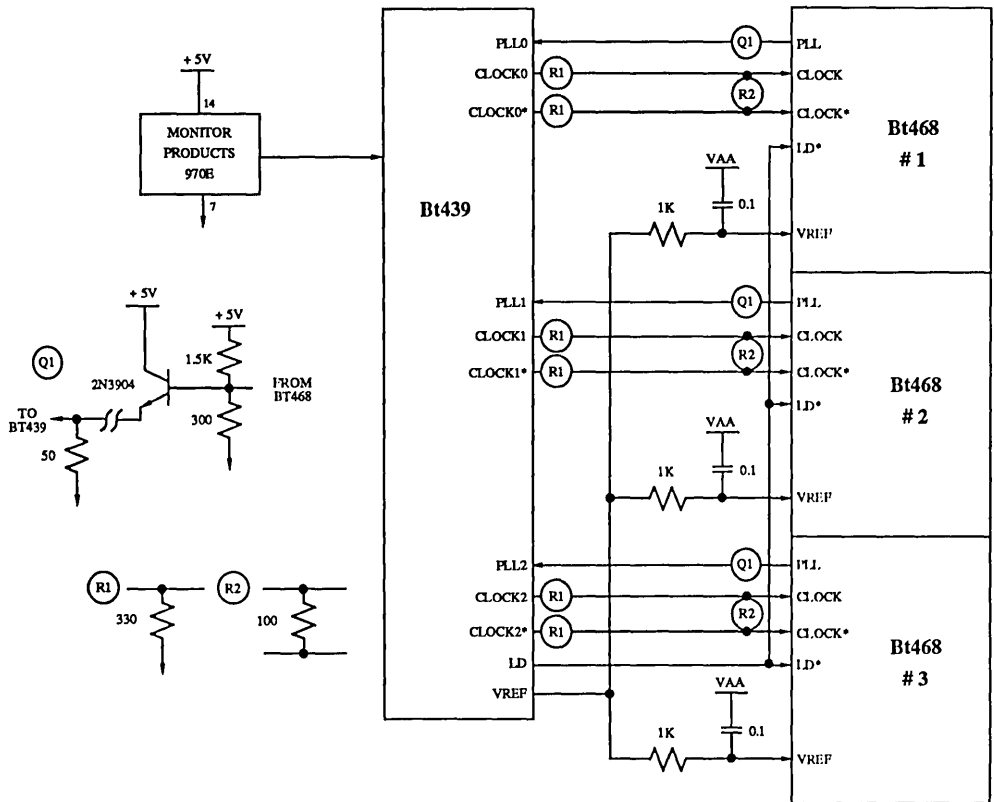 + 5V
14
MONITOR
PRODUCTS
970E
7
Bt439
PLL0
CLOCK0
CLOCK0*
PLL1
CLOCK1
CLOCK1*
PLL2
CLOCK2
CLOCK2*
LD
VREF
Q1
R1
R2
R1
VAA
0.1
1K
PLL
CLOCK
CLOCK*
LD*
VREF
Bt468
# 1
Q1
R1
R2
R1
VAA
0.1
1K
PLL
CLOCK
CLOCK*
LD*
VREF
Bt468
# 2
Q1
R1
R2
R1
VAA
0.1
1K
PLL
CLOCK
CLOCK*
LD*
VREF
Bt468
# 3
Q1
+ 5V
+ 5V
1.5K
2N3904
FROM
BT468
300
TO
BT439
50
R1
330
R2
100